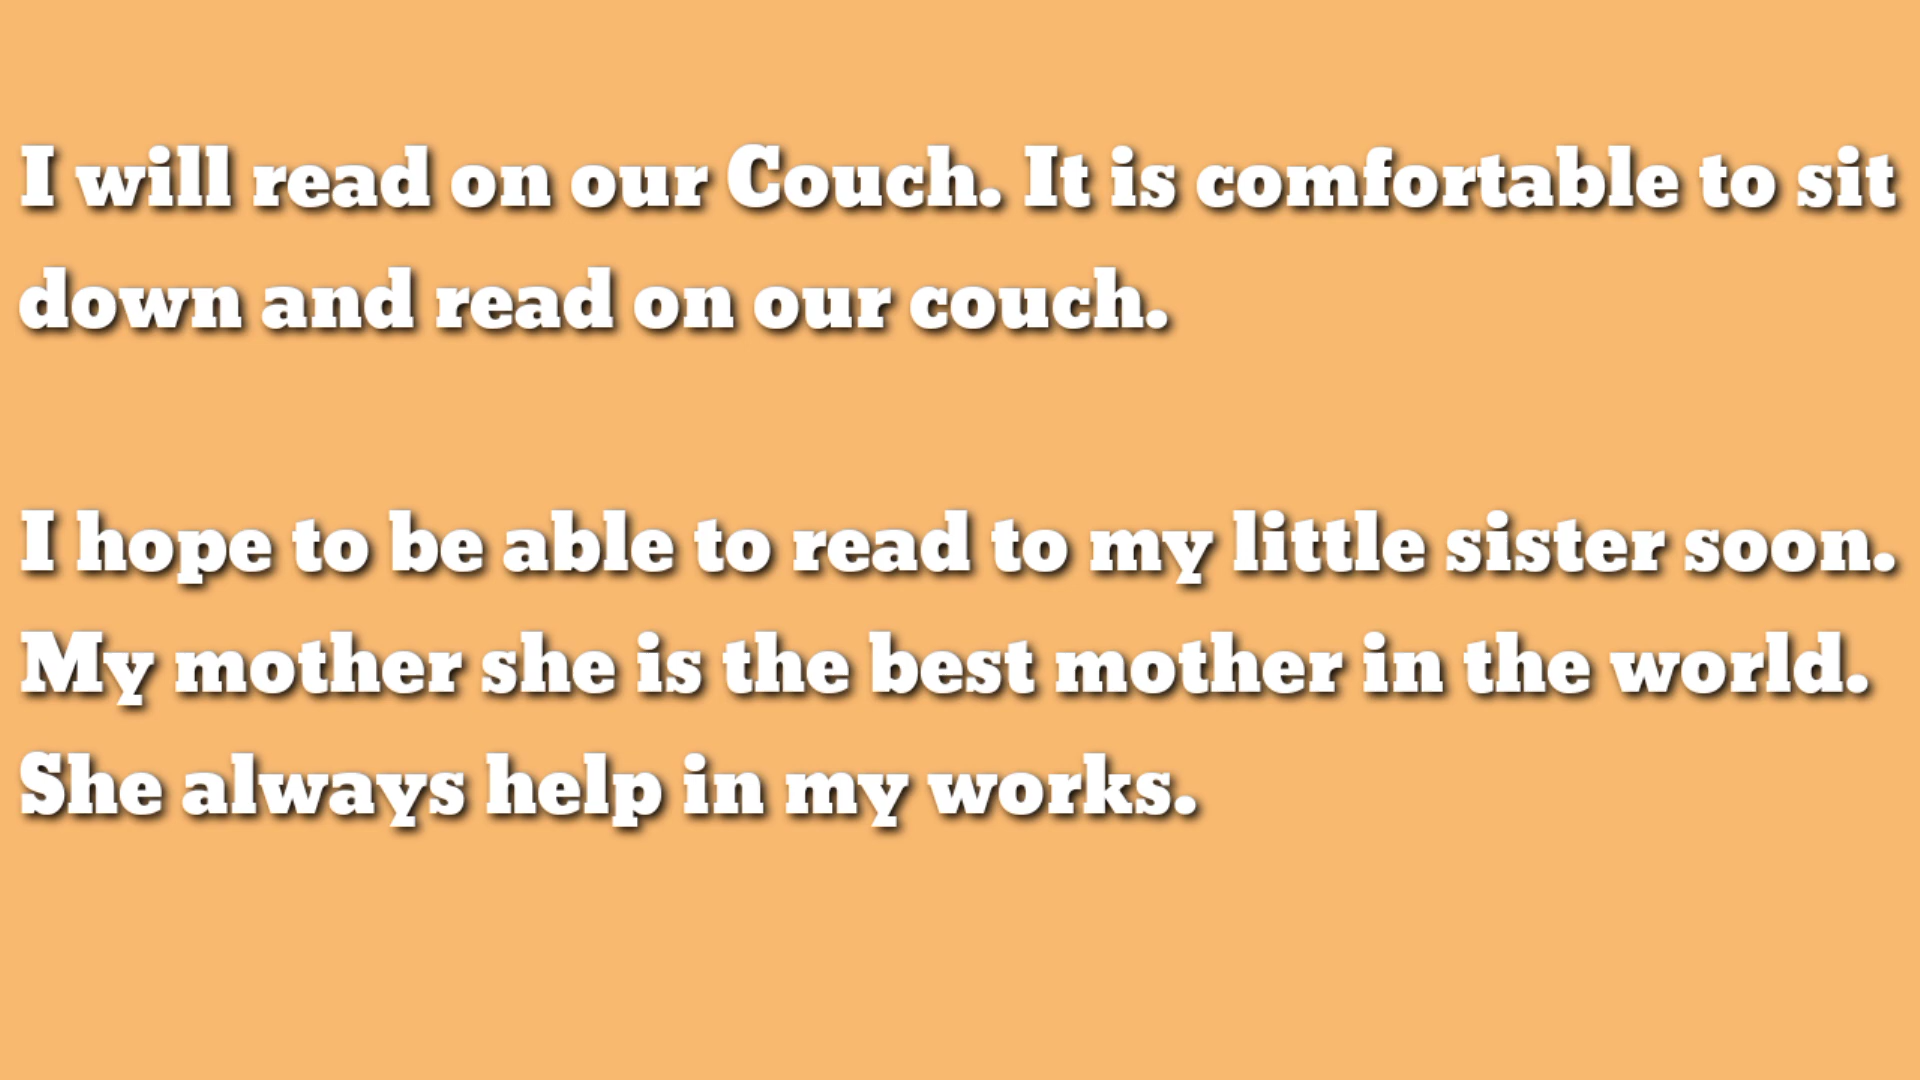 I will read on our Couch. It is comfortable to sit
down and read on our couch.
I hope to be able to read to my little sister soon.
My mother she is the best mother in the world.
She always help in my works.